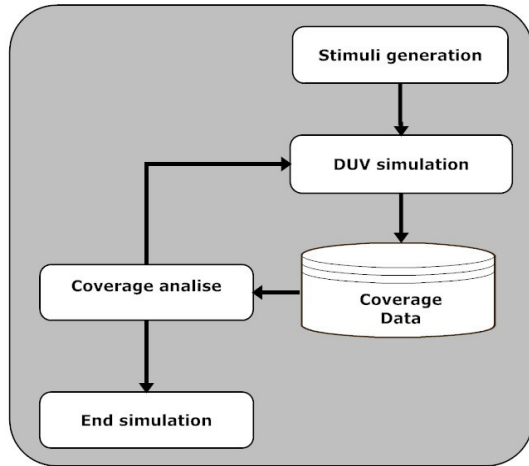 Stimuli generation
DUV simulation
Coverage analise
Coverage
Data
End simulation